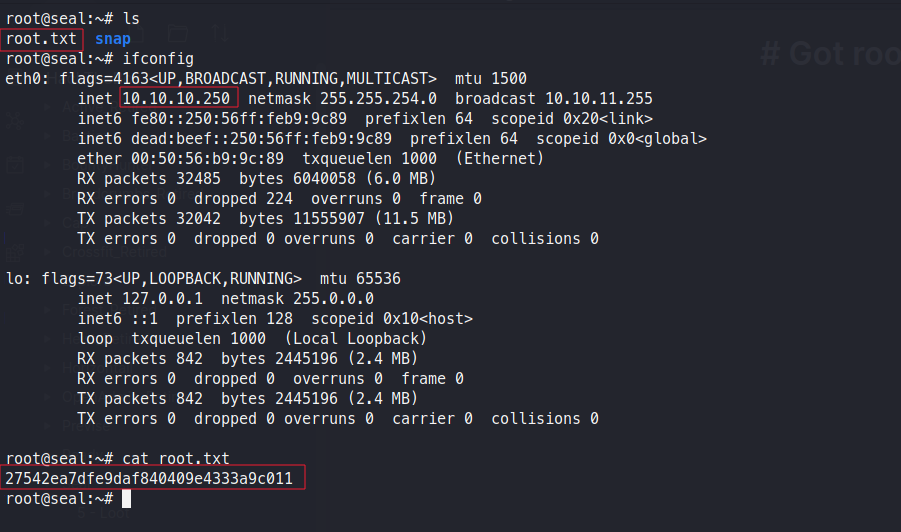 root@seal:~# ls
root.txt  snap
root@seal:~# ifconfig
eth0: flags=4163<UP,BROADCAST,RUNNING,MULTICAST>  mtu 1500
        inet 10.10.10.250  netmask 255.255.254.0  broadcast 10.10.11.255
        inet6 fe80::250:56ff:feb9:9c89  prefixlen 64  scopeid 0x20<link>
        inet6 dead:beef::250:56ff:feb9:9c89  prefixlen 64  scopeid 0x0<global>
        ether 00:50:56:b9:9c:89  txqueuelen 1000  (Ethernet)
        RX packets 32485  bytes 6040058 (6.0 MB)
        RX errors 0  dropped 224  overruns 0  frame 0
        TX packets 32042  bytes 11555907 (11.5 MB)
        TX errors 0  dropped 0 overruns 0  carrier 0  collisions 0
lo: flags=73<UP,LOOPBACK,RUNNING>  mtu 65536
        inet 127.0.0.1  netmask 255.0.0.0
        inet6 ::1  prefixlen 128  scopeid 0x10<host>
        loop  txqueuelen 1000  (Local Loopback)
        RX packets 842  bytes 2445196 (2.4 MB)
        RX errors 0  dropped 0  overruns 0  frame 0
        TX packets 842  bytes 2445196 (2.4 MB)
        TX errors 0  dropped 0 overruns 0  carrier 0  collisions 0
root@seal:~# cat root.txt
27542ea7dfe9daf840409e4333a9c011
root@seal:~#
# Got roo